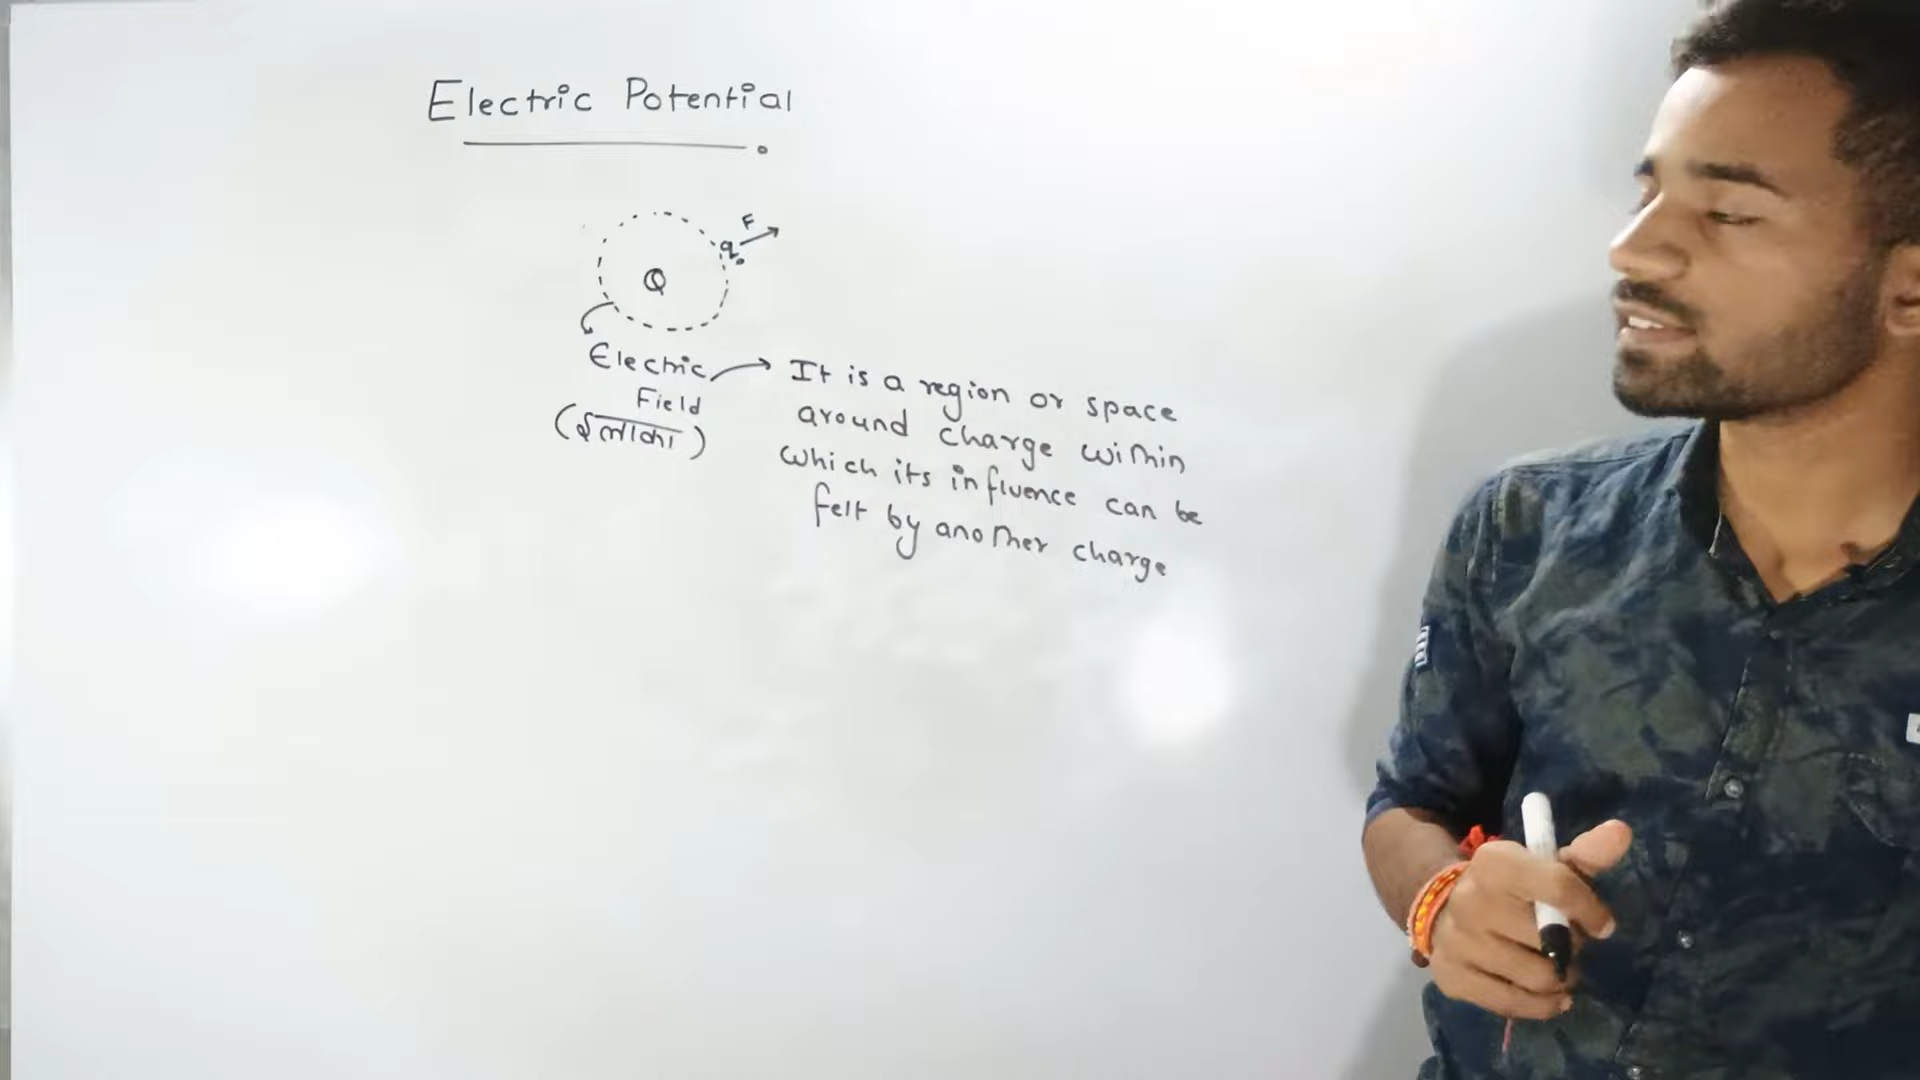 Electric Potential
F
q.
Q
Electric → It is a region or space
Field around charge within
(इलाका) which its influence can be
felt by another charge